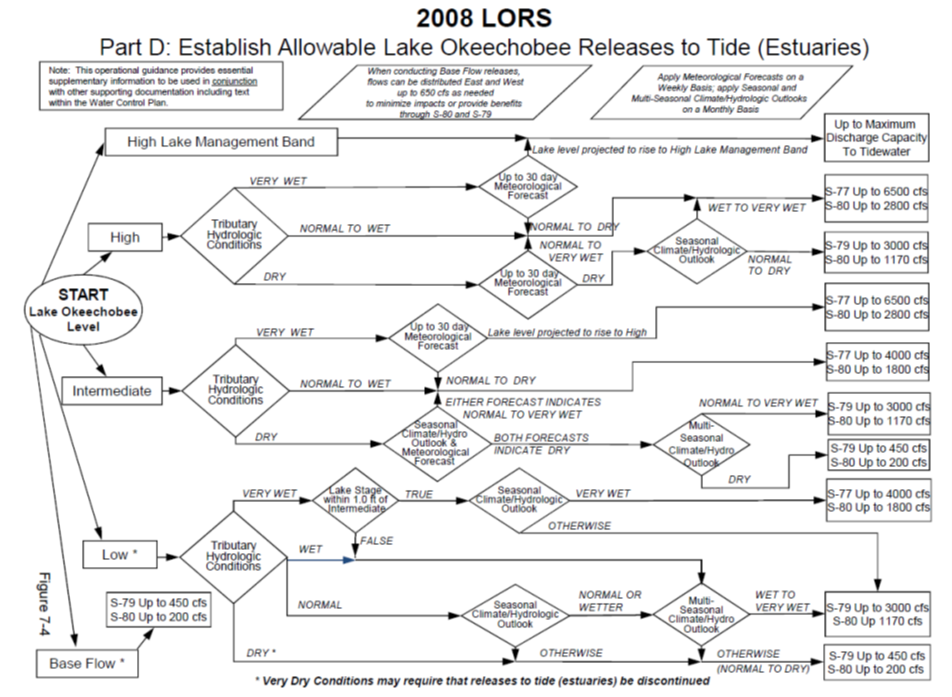 2008 LORS
Part D: Establish Allowable Lake Okeechobee Releases to Tide (Estuaries)
Note: This operational guidance provides essential
supplementary information to be used in conjunction
with other supporting documentation including text
within the Water Control Plan.
When conducting Base Flow releases,
flows can be distributed East and West
up to 650 cfs as needed
to minimize impacts or provide benefits
through S-80 and S-79
Apply Meteorological Forecasts on a
Weekly Basis; apply Seasonal and
Multi-Seasonal Climate/Hydrologic Outlooks
on a Monthly Basis
High Lake Management Band
Lake level projected to rise to High Lake Management Band
Up to Maximum
Discharge Capacity
To Tidewater
VERY WET
Up to 30 day
Meteorological
Forecast
S-77 Up to 6500 cfs
S-80 Up to 2800 cfs
WET TO VERY WET
High
Tributary
Hydrologic
Conditions
NORMAL TO WET
NORMAL TO DRY
NORMAL TO
VERY WET
Seasonal
Climate/Hydrologic
Outlook
NORMAL
TO DRY
S-79 Up to 3000 cfs
S-80 Up to 1170 cfs
DRY
Up to 30 day
Meteorological
Forecast
DRY
START
Lake Okeechobee
Level
S-77 Up to 6500 cfs
S-80 Up to 2800 cfs
VERY WET
Up to 30 day
Meteorological
Forecast
Lake level projected to rise to High
Intermediate
Tributary
Hydrologic
Conditions
NORMAL TO WET
NORMAL TO DRY
S-77 Up to 4000 cfs
S-80 Up to 1800 cfs
EITHER FORECAST INDICATES
NORMAL TO VERY WET
NORMAL TO VERY WET
S-79 Up to 3000 cfs
S-80 Up to 1170 cfs
DRY
Seasonal
Climate/Hydro
Outlook &
Meteorological
Forecast
BOTH FORECASTS
INDICATE DRY
Multi-
Seasonal
Climate/Hydro
Outlook
DRY
S-79 Up to 450 cfs
S-80 Up to 200 cfs
VERY WET
Lake Stage
within 1.0 ft of
Intermediate
TRUE
Seasonal
Climate/Hydrologic
Outlook
VERY WET
S-77 Up to 4000 cfs
S-80 Up to 1800 cfs
OTHERWISE
FALSE
Low *
Tributary
Hydrologic
Conditions
WET
NORMAL
Seasonal
Climate/Hydrologic
Outlook
NORMAL OR
WETTER
Multi-
Seasonal
Climate/Hydro
Outlook
WET TO
VERY WET
S-79 Up to 3000 cfs
S-80 Up 1170 cfs
Figure 7-4
S-79 Up to 450 cfs
S-80 Up to 200 cfs
Base Flow *
DRY *
OTHERWISE
OTHERWISE
(NORMAL TO DRY)
S-79 Up to 450 cfs
S-80 Up to 200 cfs
* Very Dry Conditions may require that releases to tide (estuaries) be discontinued